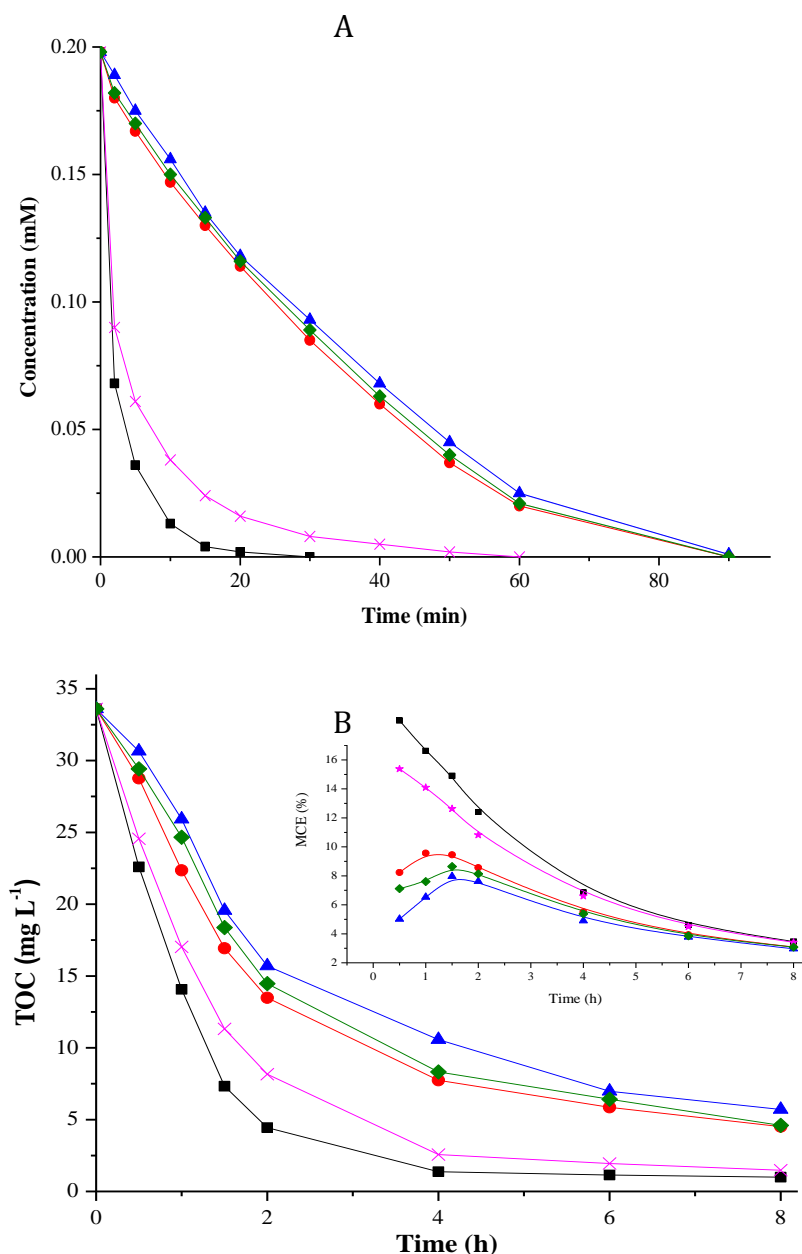 A
0.20
0.15
0.10
0.05
0.00
Concentration (mM)
0 20 40 60 80
Time (min)
35
30
25
20
15
10
5
0
TOC (mg L⁻¹)
0 2 4 6 8
Time (h)
B
16
14
12
10
8
6
4
2
MCE (%)
0 1 2 3 4 5 6 7 8
Time (h)